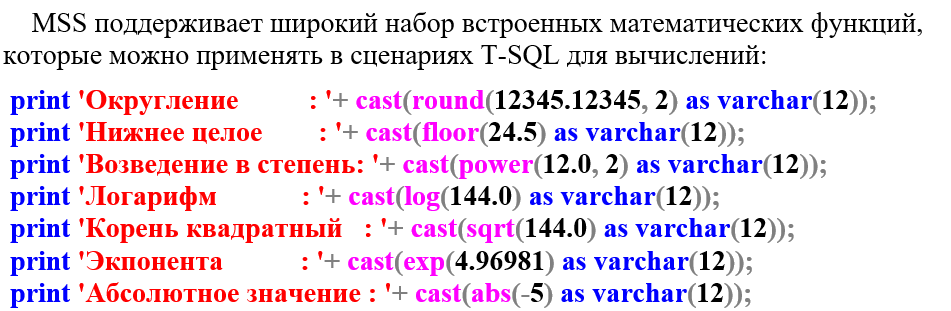 MSS поддерживает широкий набор встроенных математических функций,
которые можно применять в сценариях T-SQL для вычислений:
print 'Округление : '+ cast(round(12345.12345, 2) as varchar(12));
print 'Нижнее целое : '+ cast(floor(24.5) as varchar(12));
print 'Возведение в степень: '+ cast(power(12.0, 2) as varchar(12));
print 'Логарифм : '+ cast(log(144.0) as varchar(12));
print 'Корень квадратный : '+ cast(sqrt(144.0) as varchar(12));
print 'Экпонента : '+ cast(exp(4.96981) as varchar(12));
print 'Абсолютное значение : '+ cast(abs(-5) as varchar(12));